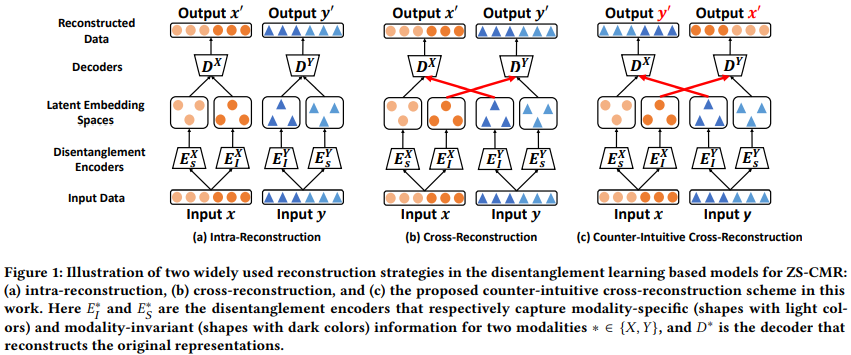 Output x′ Output y′ Output x′ Output y′ Output y′ Output x′
Reconstructed
Data
Decoders D^X D^Y D^X D^Y D^X D^Y
Latent Embedding
Spaces
Disentanglement
Encoders E_S^X E_I^X E_I^Y E_S^Y E_S^X E_I^X E_I^Y E_S^Y E_S^X E_I^X E_I^Y E_S^Y
Input Data
Input x Input y Input x Input y Input x Input y
(a) Intra-Reconstruction (b) Cross-Reconstruction (c) Counter-Intuitive Cross-Reconstruction
Figure 1: Illustration of two widely used reconstruction strategies in the disentanglement learning based models for ZS-CMR:
(a) intra-reconstruction, (b) cross-reconstruction, and (c) the proposed counter-intuitive cross-reconstruction scheme in this
work. Here E_I^* and E_S^* are the disentanglement encoders that respectively capture modality-specific (shapes with light col-
ors) and modality-invariant (shapes with dark colors) information for two modalities * ∈ {X, Y}, and D^* is the decoder that
reconstructs the original representations.